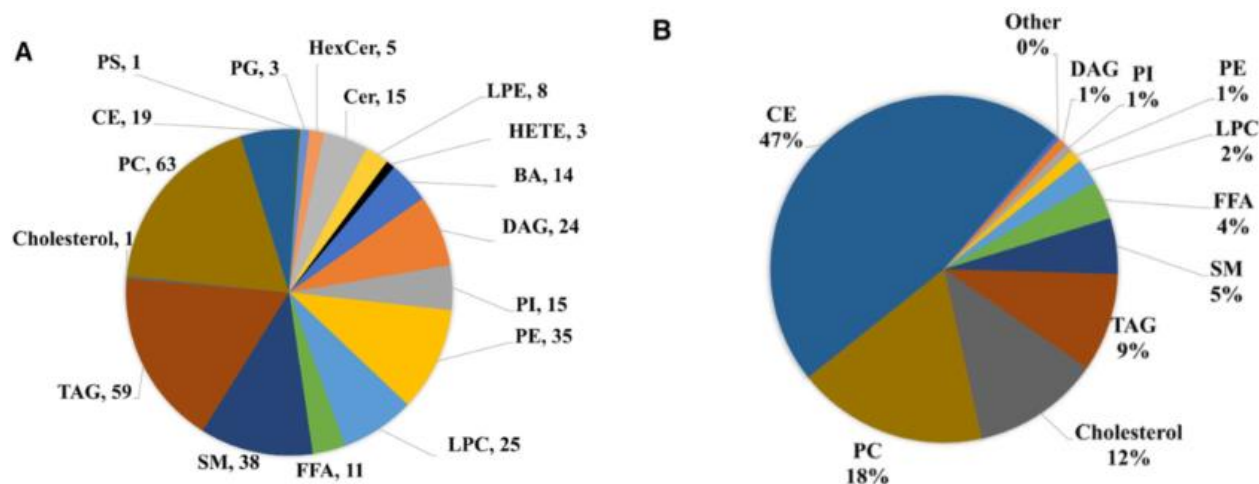 A
PS, 1
PG, 3
HexCer, 5
Cer, 15
LPE, 8
HETE, 3
BA, 14
DAG, 24
PI, 15
PE, 35
LPC, 25
FFA, 11
SM, 38
TAG, 59
Cholesterol, 1
PC, 63
CE, 19
B
Other
0%
DAG
1%
PI
1%
PE
1%
LPC
2%
FFA
4%
SM
5%
TAG
9%
Cholesterol
12%
PC
18%
CE
47%